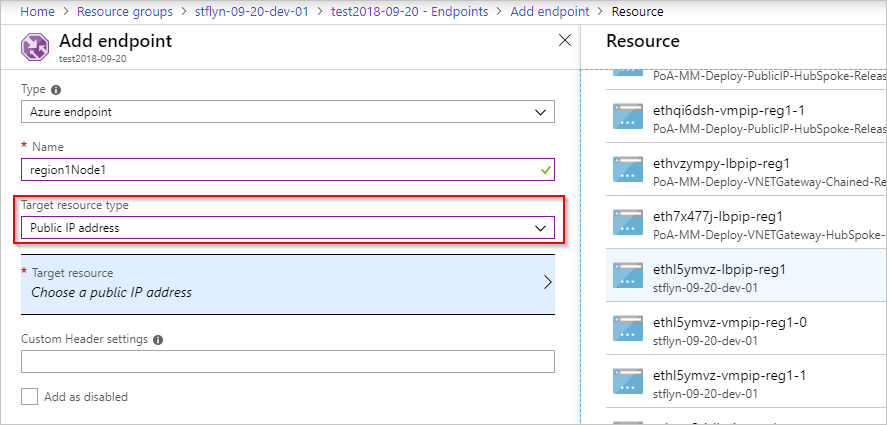 Home > Resource groups > stflyn-09-20-dev-01 > test2018-09-20 - Endpoints > Add endpoint > Resource
Add endpoint
test2018-09-20
Type
Azure endpoint
* Name
region1Node1
Target resource type
Public IP address
* Target resource
Choose a public IP address
Custom Header settings
Add as disabled
Resource
PoA-MM-Deploy-PublicIP-HubSpoke-Releas
ethqi6dsh-vmpip-reg1-1
PoA-MM-Deploy-PublicIP-HubSpoke-Releas
ethvzympy-lbpip-reg1
PoA-MM-Deploy-VNETGateway-Chained-Re
eth7x477j-lbpip-reg1
PoA-MM-Deploy-VNETGateway-HubSpoke-
ethl5ymvz-lbpip-reg1
stflyn-09-20-dev-01
ethl5ymvz-vmpip-reg1-0
stflyn-09-20-dev-01
ethl5ymvz-vmpip-reg1-1
stflyn-09-20-dev-01